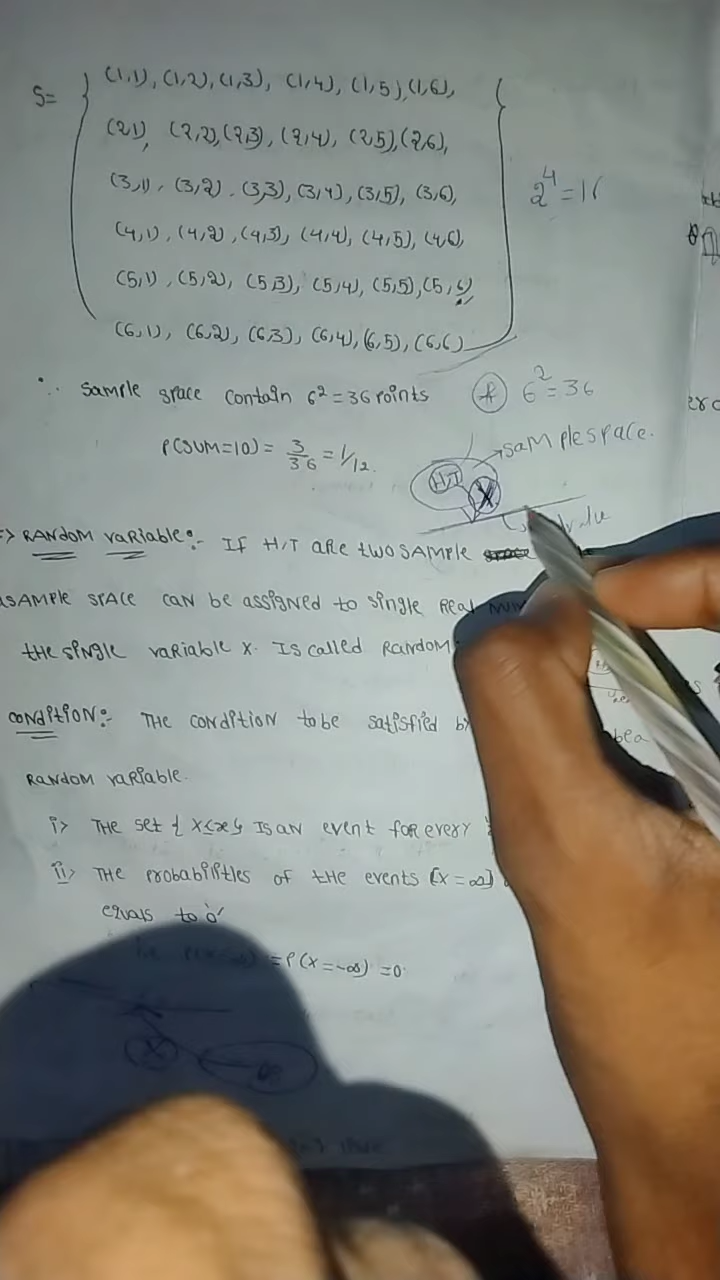 S= { (1,1), (1,2), (1,3), (1,4), (1,5), (1,6),
(2,1), (2,2), (2,3), (2,4), (2,5), (2,6),
(3,1), (3,2), (3,3), (3,4), (3,5), (3,6),
2^4 = 16
(4,1), (4,2), (4,3), (4,4), (4,5), (4,6),
(5,1), (5,2), (5,3), (5,4), (5,5), (5,6),
(6,1), (6,2), (6,3), (6,4), (6,5), (6,6) }
∴ Sample space contain 6² = 36 Points
6² = 36
P(SUM=10) = 3/36 = 1/12.
H,T
X
samplespace.
=> RANDOM variable:- If H,T are two SAMPLE
SAMPLE SPACE can be assigned to single Real
the single variable X. Is called Random
condition:- The condition to be satisfied by
Random variable.
i> The set { X≤x } Is an event for every
ii> The probabilities of the events [X = ∞]
equals to '0'
= P(X = -∞) = 0.
X